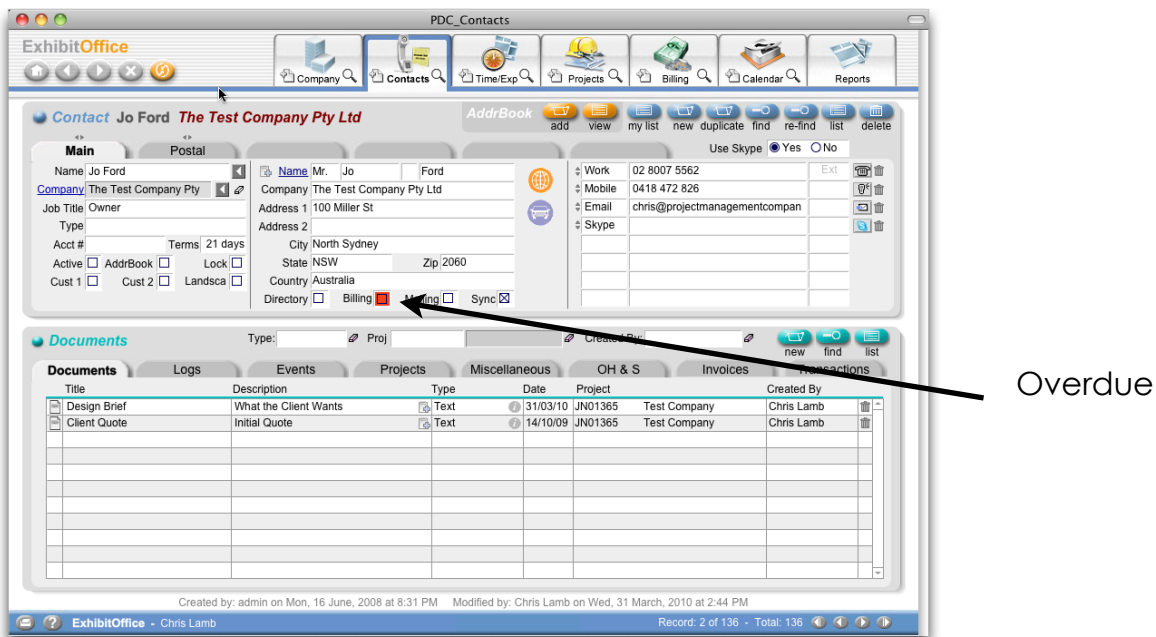 PDC_Contacts
ExhibitOffice
Company Contacts Time/Exp Projects Billing Calendar Reports
Contact Jo Ford The Test Company Pty Ltd
AddrBook add view my list new duplicate find re-find list delete
Main Postal Use Skype Yes No
Name Jo Ford Name Mr. Jo Ford Work 02 8007 5562 Ext
Company The Test Company Pty Company The Test Company Pty Ltd Mobile 0418 472 826
Job Title Owner Address 1 100 Miller St Email chris@projectmanagementcompan
Type Address 2 Skype
Acct # Terms 21 days City North Sydney
Active AddrBook Lock State NSW Zip 2060
Cust 1 Cust 2 Landsca Country Australia
Directory Billing Sync
Overdue
Documents Type: Proj Created By: new find list
Documents Logs Events Projects Miscellaneous OH & S Invoices Transactions
Title Description Type Date Project Created By
Design Brief What the Client Wants Text 31/03/10 JN01365 Test Company Chris Lamb
Client Quote Initial Quote Text 14/10/09 JN01365 Test Company Chris Lamb
Created by: admin on Mon, 16 June, 2008 at 8:31 PM Modified by: Chris Lamb on Wed, 31 March, 2010 at 2:44 PM
ExhibitOffice - Chris Lamb Record: 2 of 136 - Total: 136